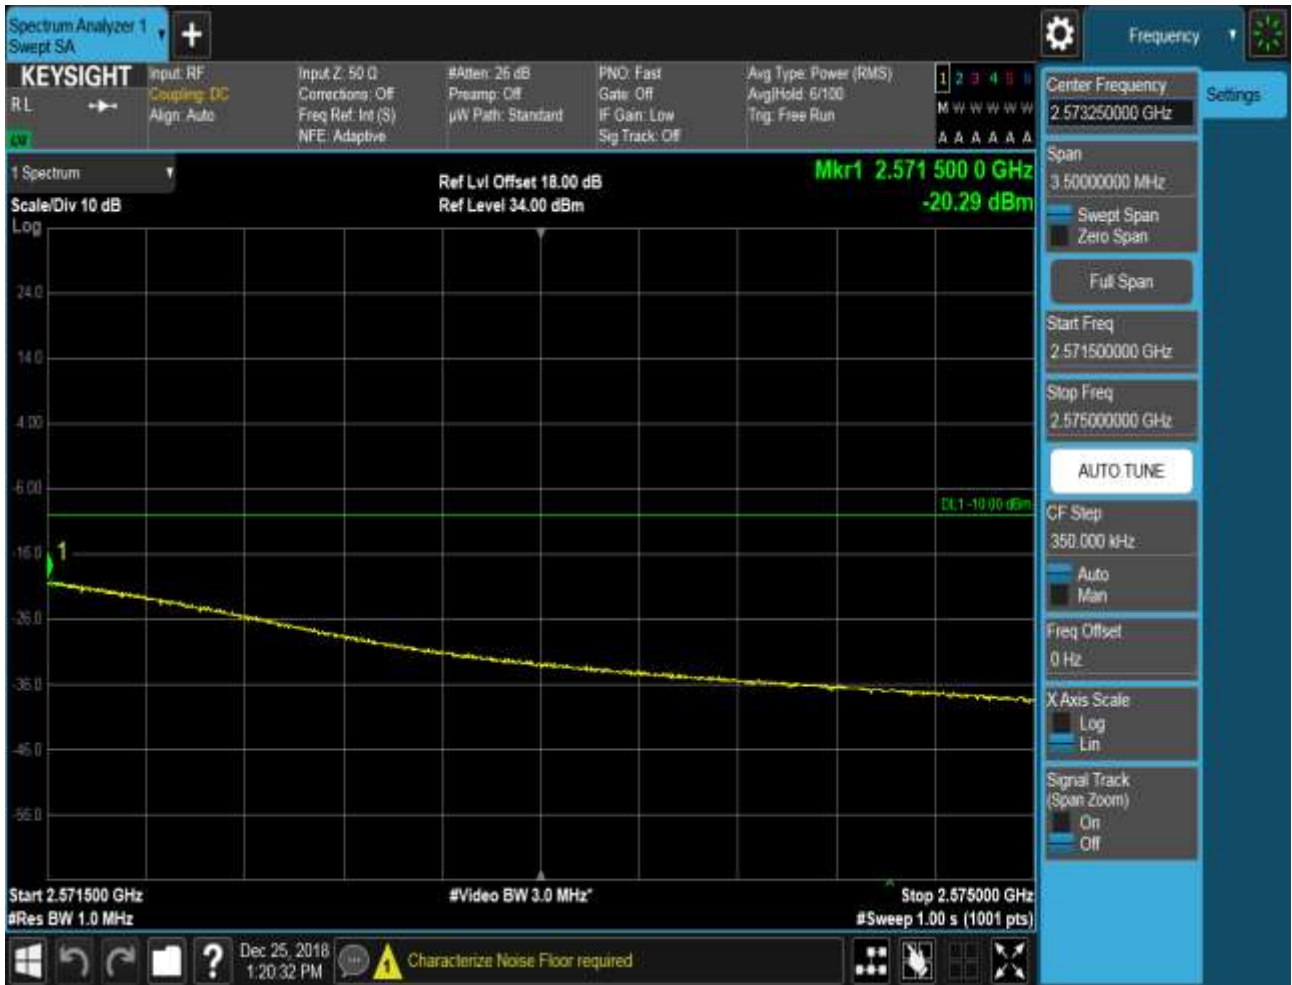 Spectrum Analyzer 1
Swept SA
Frequency
KEYSIGHT
RL
Input: RF
Coupling: DC
Align: Auto
Input Z: 50 Ω
Corrections: Off
Freq Ref: Int (S)
NFE: Adaptive
#Atten: 26 dB
Preamp: Off
µW Path: Standard
PNO: Fast
Gate: Off
IF Gain: Low
Sig Track: Off
Avg Type: Power (RMS)
Avg|Hold: 6/100
Trig: Free Run
1 2 3 4 5 6
M W W W W W
A A A A A A
1 Spectrum
Scale/Div 10 dB
Log
Ref Lvl Offset 18.00 dB
Ref Level 34.00 dBm
Mkr1 2.571 500 0 GHz
-20.29 dBm
24.0
14.0
4.00
-6.00
-16.0
-26.0
-36.0
-46.0
-56.0
DL1 -10.00 dBm
1
Start 2.571500 GHz
#Res BW 1.0 MHz
#Video BW 3.0 MHz*
Stop 2.575000 GHz
#Sweep 1.00 s (1001 pts)
Center Frequency
2.573250000 GHz
Settings
Span
3.50000000 MHz
Swept Span
Zero Span
Full Span
Start Freq
2.571500000 GHz
Stop Freq
2.575000000 GHz
AUTO TUNE
CF Step
350.000 kHz
Auto
Man
Freq Offset
0 Hz
X Axis Scale
Log
Lin
Signal Track
(Span Zoom)
On
Off
?
Dec 25, 2018
1:20:32 PM
1
Characterize Noise Floor required